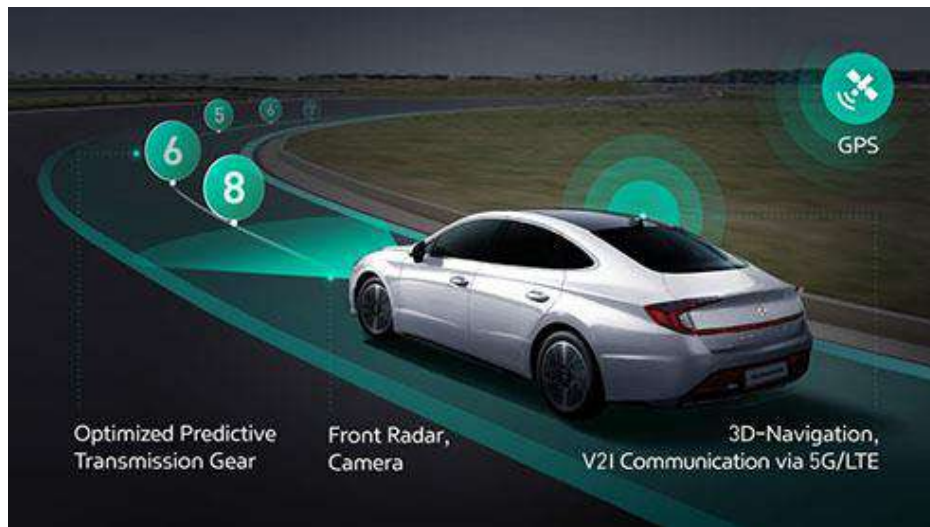 5
6
6
8
GPS
Optimized Predictive
Transmission Gear
Front Radar,
Camera
3D-Navigation,
V2I Communication via 5G/LTE